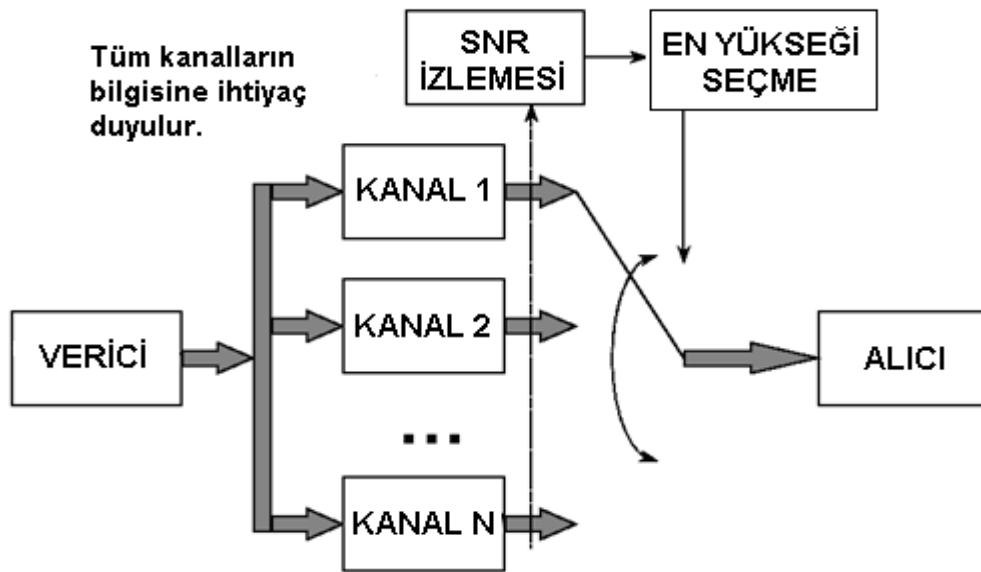 Tüm kanalların
bilgisine ihtiyaç
duyulur.
SNR
İZLEMESİ
EN YÜKSEĞİ
SEÇME
KANAL 1
KANAL 2
VERİCİ
ALICI
...
KANAL N